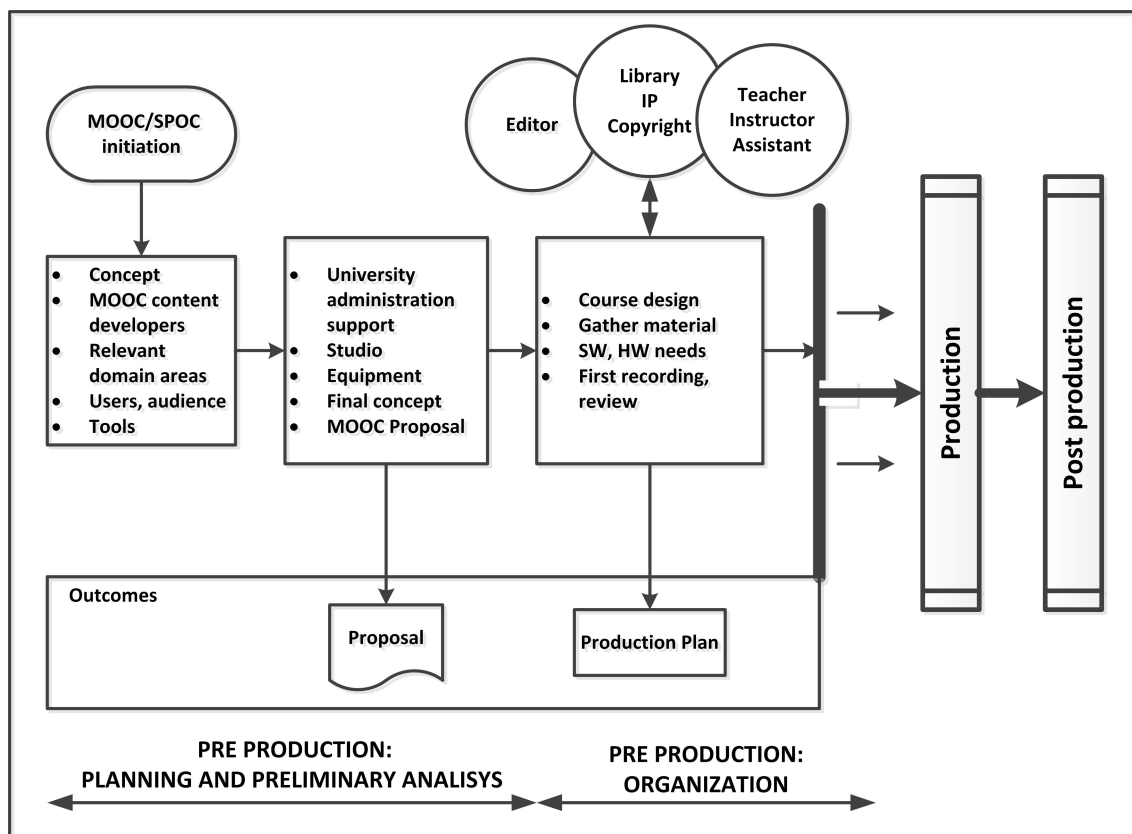 MOOC/SPOC
initiation
Editor
Library
IP
Copyright
Teacher
Instructor
Assistant
• Concept
• MOOC content
developers
• Relevant
domain areas
• Users, audience
• Tools
• University
administration
support
• Studio
• Equipment
• Final concept
• MOOC Proposal
• Course design
• Gather material
• SW, HW needs
• First recording,
review
Production
Post production
Outcomes
Proposal
Production Plan
PRE PRODUCTION:
PLANNING AND PRELIMINARY ANALISYS
PRE PRODUCTION:
ORGANIZATION